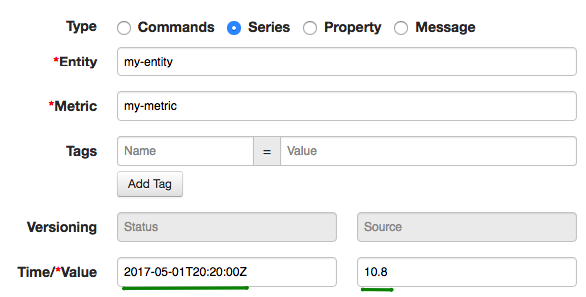 Type Commands Series Property Message
*Entity my-entity
*Metric my-metric
Tags Name = Value
Add Tag
Versioning Status Source
Time/*Value 2017-05-01T20:20:00Z 10.8